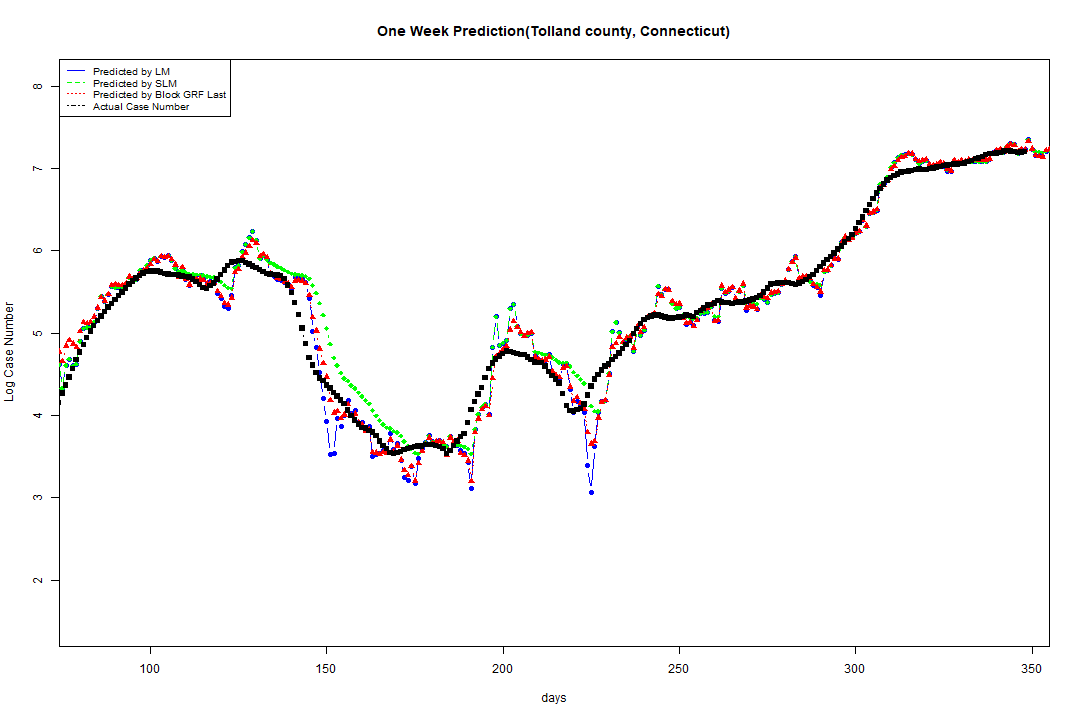 One Week Prediction(Tolland county, Connecticut)
Predicted by LM
Predicted by SLM
Predicted by Block GRF Last
Actual Case Number
8
7
6
5
4
3
2
Log Case Number
100 150 200 250 300 350
days